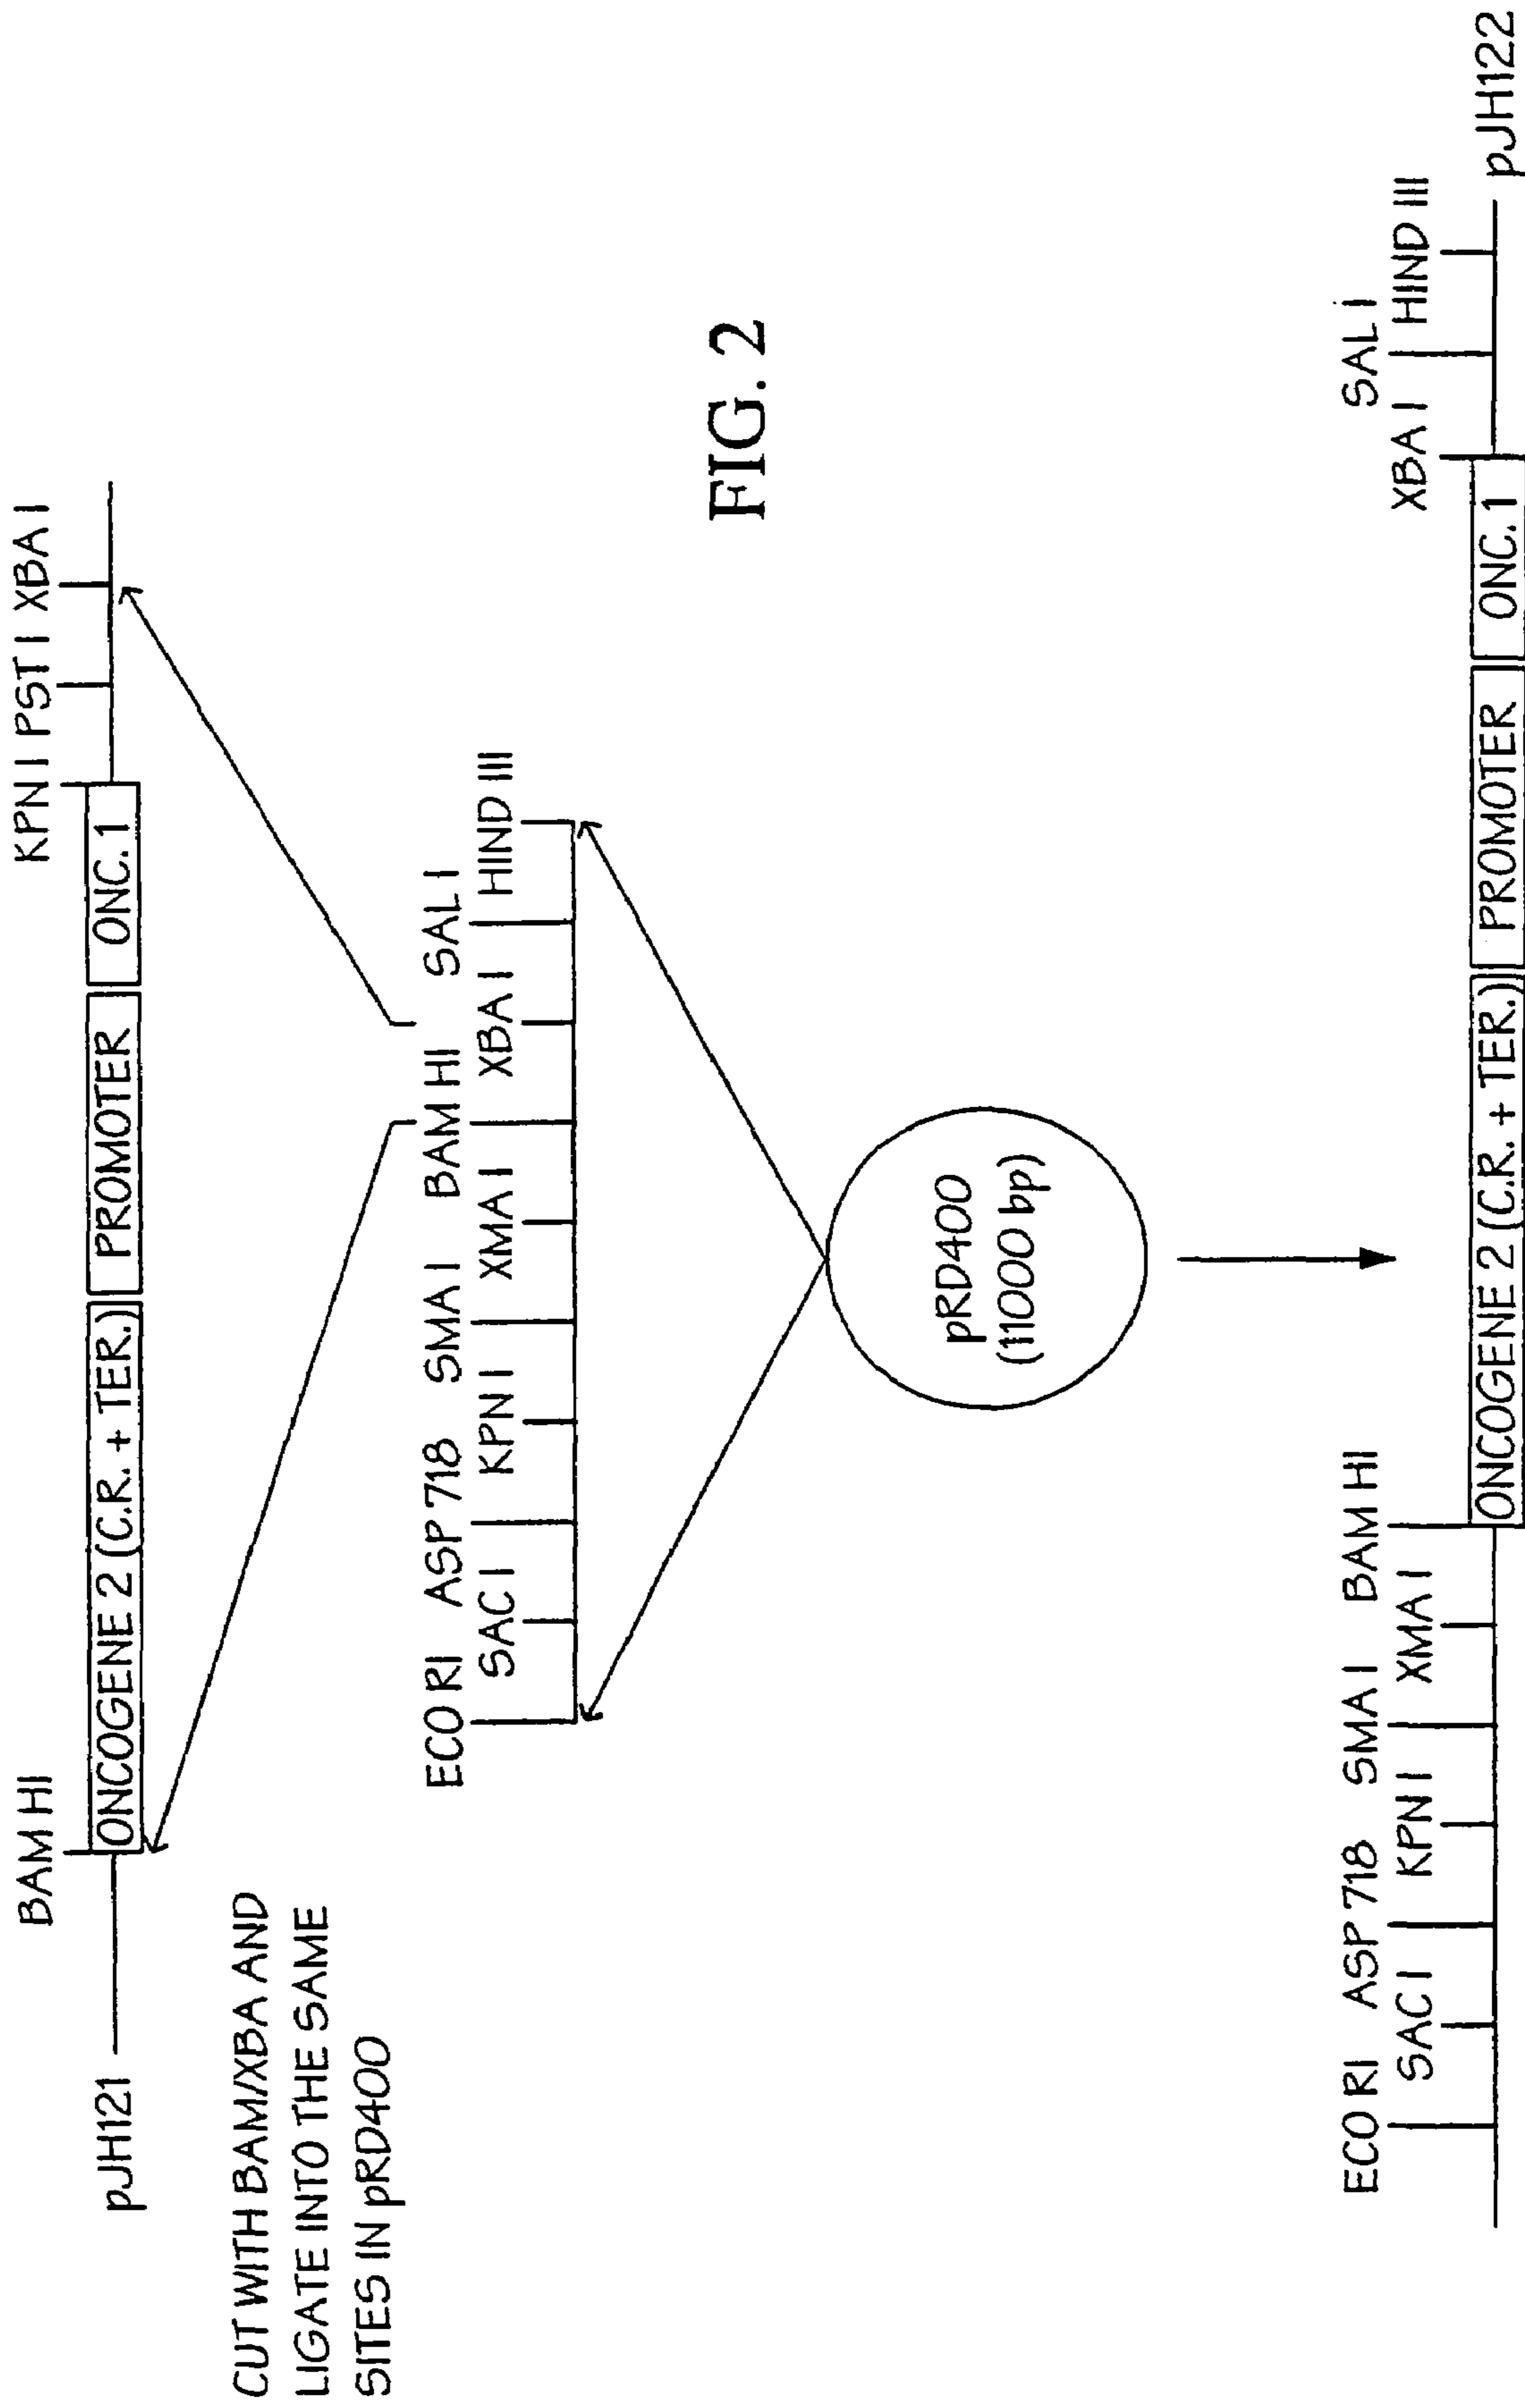 BAM HI KPN I PST I XBA I
pJH121 ONCOGENE 2 (C.R. + TER.) PROMOTER ONC. 1
CUT WITH BAM/XBA AND
LIGATE INTO THE SAME
SITES IN pRD400
ECO RI ASP 718 SMA I BAM HI SAL I
SAC I KPN I XMA I XBA I HIND III
FIG. 2
pRD400
(11000 bp)
ECO RI ASP 718 SMA I BAM HI SAL I
SAC I KPN I XMA I XBA I HIND III
ONCOGENE 2 (C.R. + TER.) PROMOTER ONC. 1 pJH122